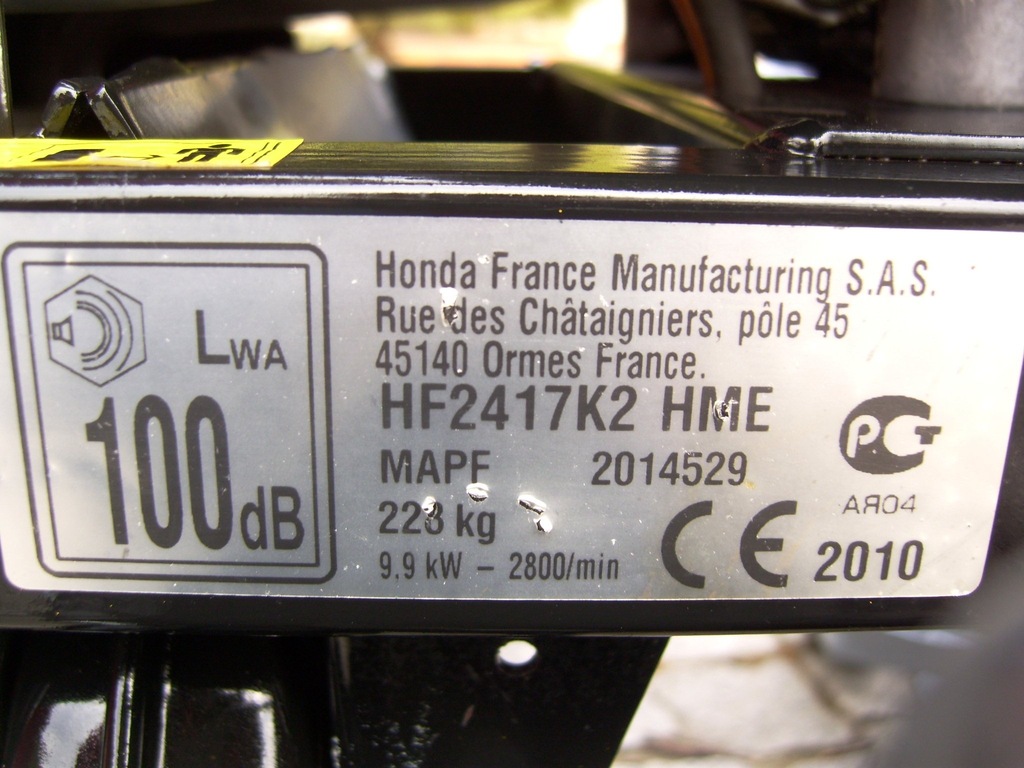 LWA
100dB
Honda France Manufacturing S.A.S.
Rue des Châtaigniers, pôle 45
45140 Ormes France.
HF2417K2 HME
MAPF 2014529
228 kg
9.9 kW – 2800/min
CE 2010
PCT
АЯ04